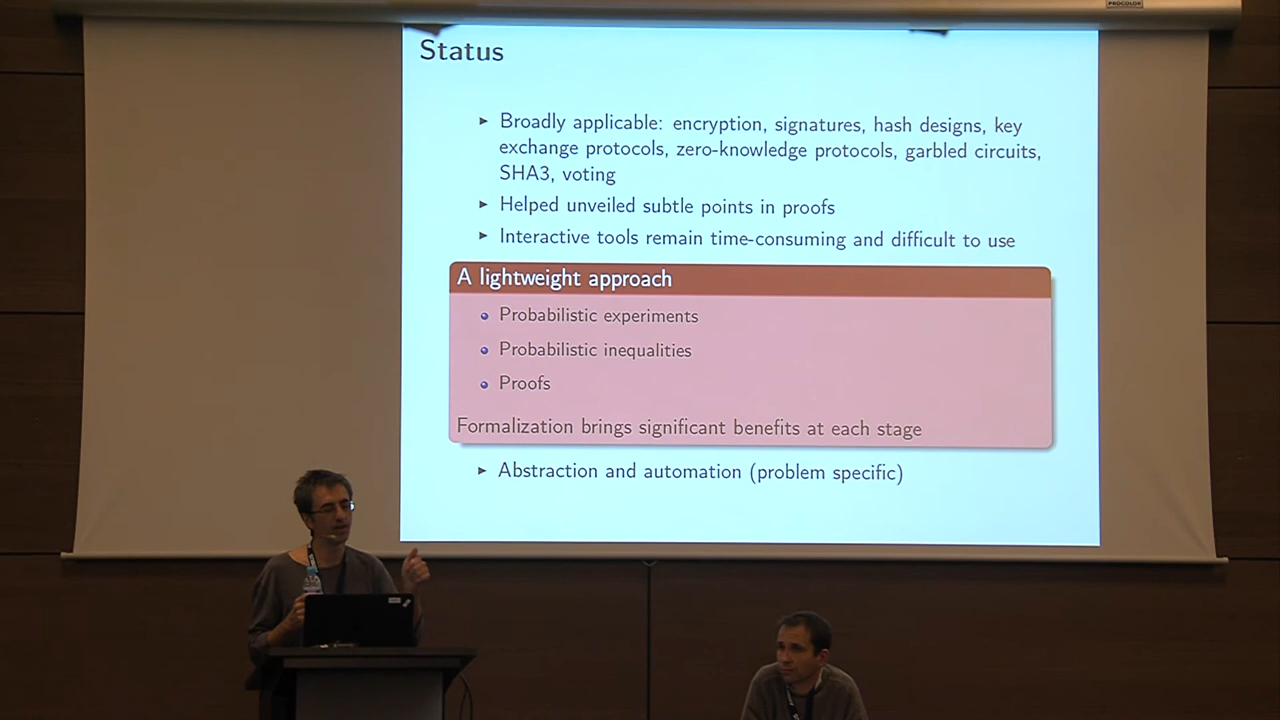 PROCOLOR
Status
Broadly applicable: encryption, signatures, hash designs, key
exchange protocols, zero-knowledge protocols, garbled circuits,
SHA3, voting
Helped unveiled subtle points in proofs
Interactive tools remain time-consuming and difficult to use
A lightweight approach
Probabilistic experiments
Probabilistic inequalities
Proofs
Formalization brings significant benefits at each stage
Abstraction and automation (problem specific)